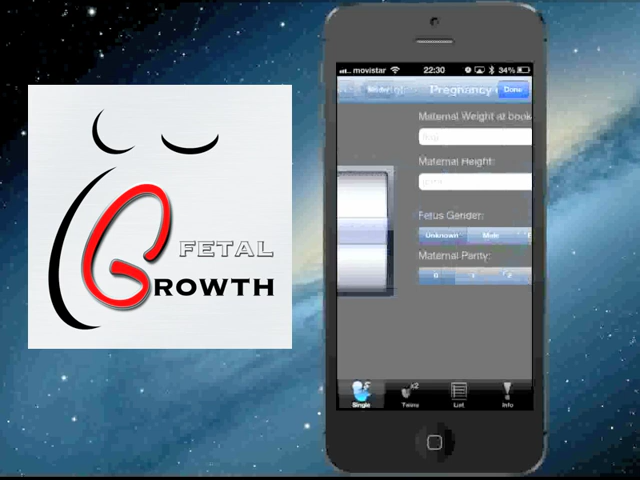 FETAL
GROWTH
movistar 22:30 34%
Pregnancy
Done
Maternal Weight at book
Maternal Height:
Fetus Gender:
Unknown Male
Maternal Parity:
0 1 2
x2
Single Twins List Info